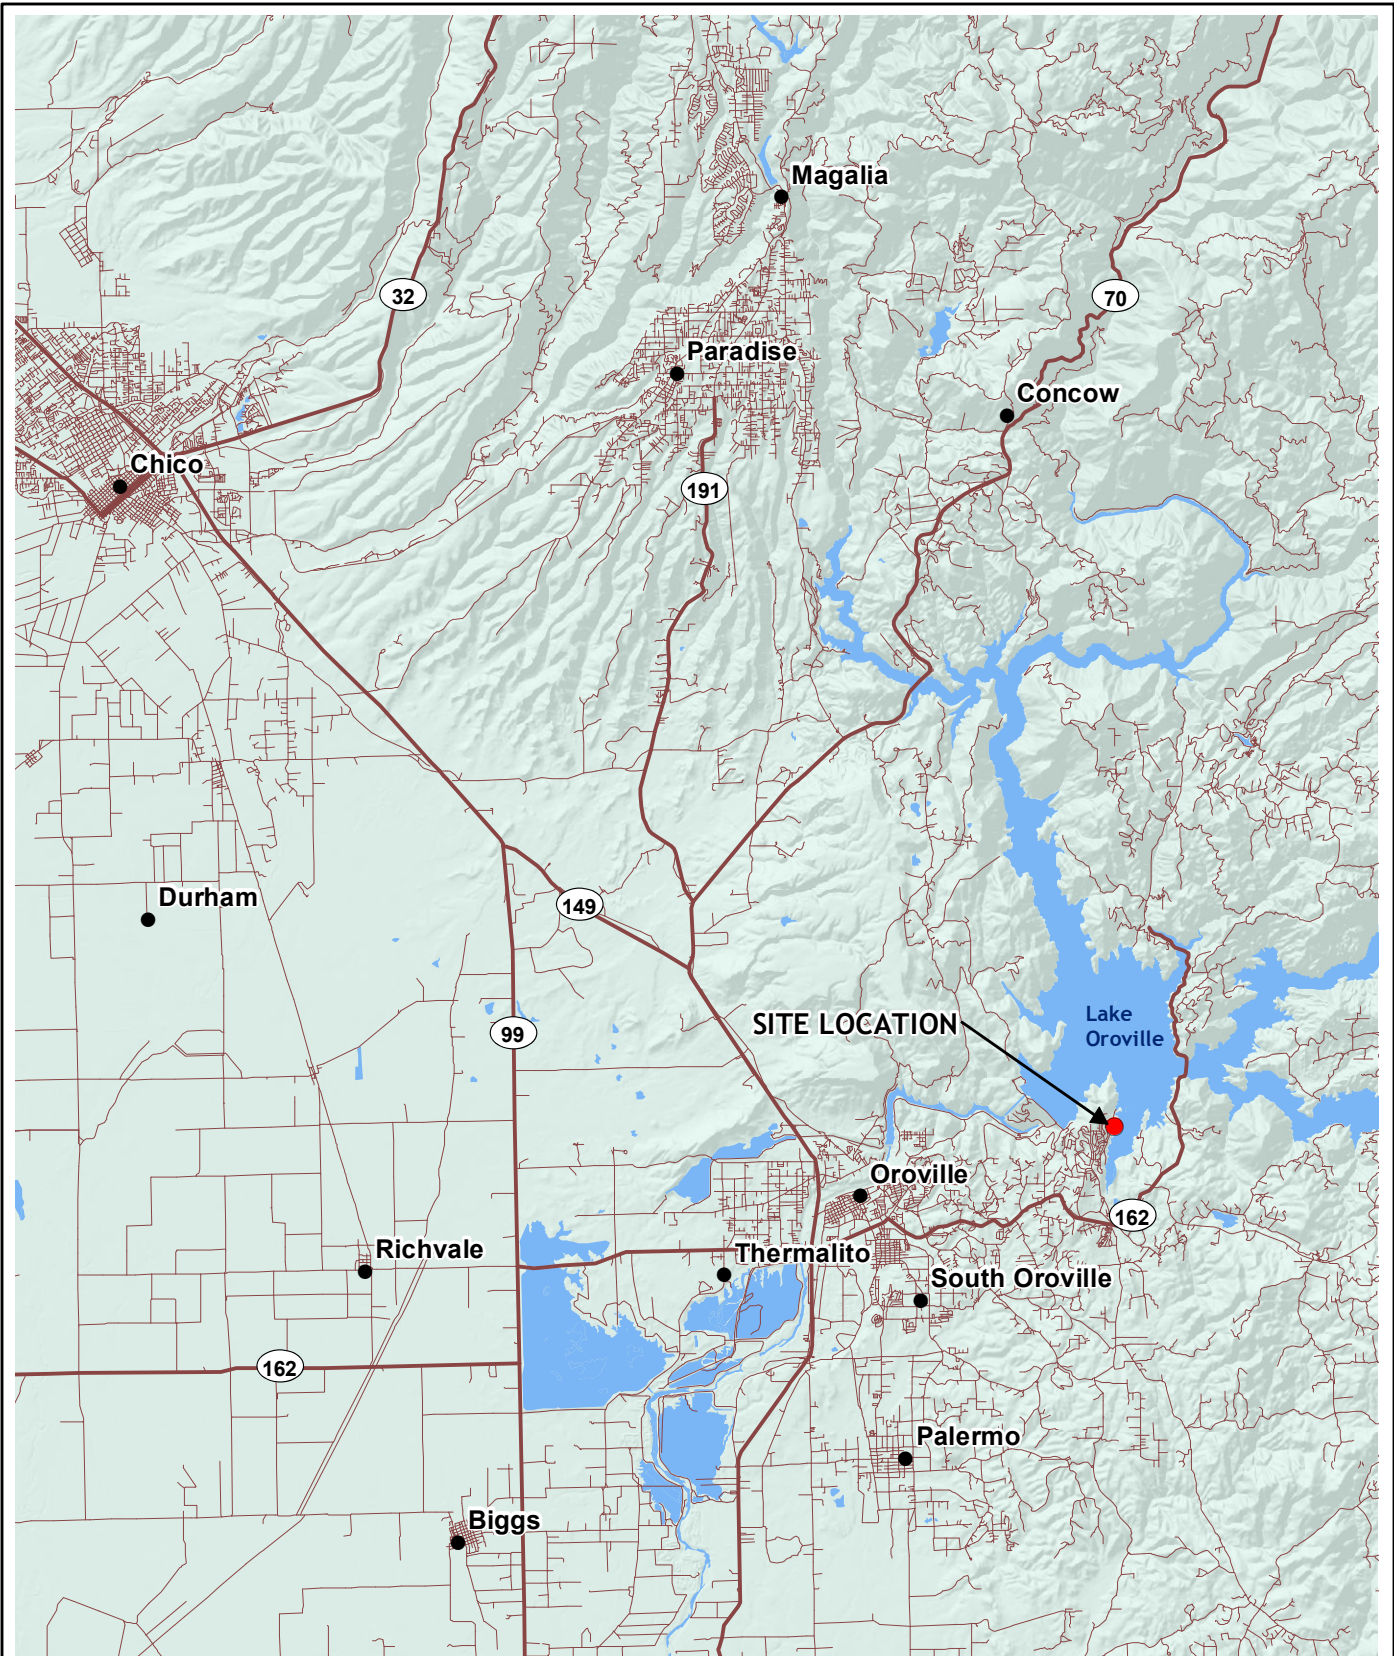 Magalia
32
70
Paradise
Concow
Chico
191
Durham
149
99
SITE LOCATION
Lake
Oroville
Oroville
162
Richvale
Thermalito
South Oroville
162
Palermo
Biggs